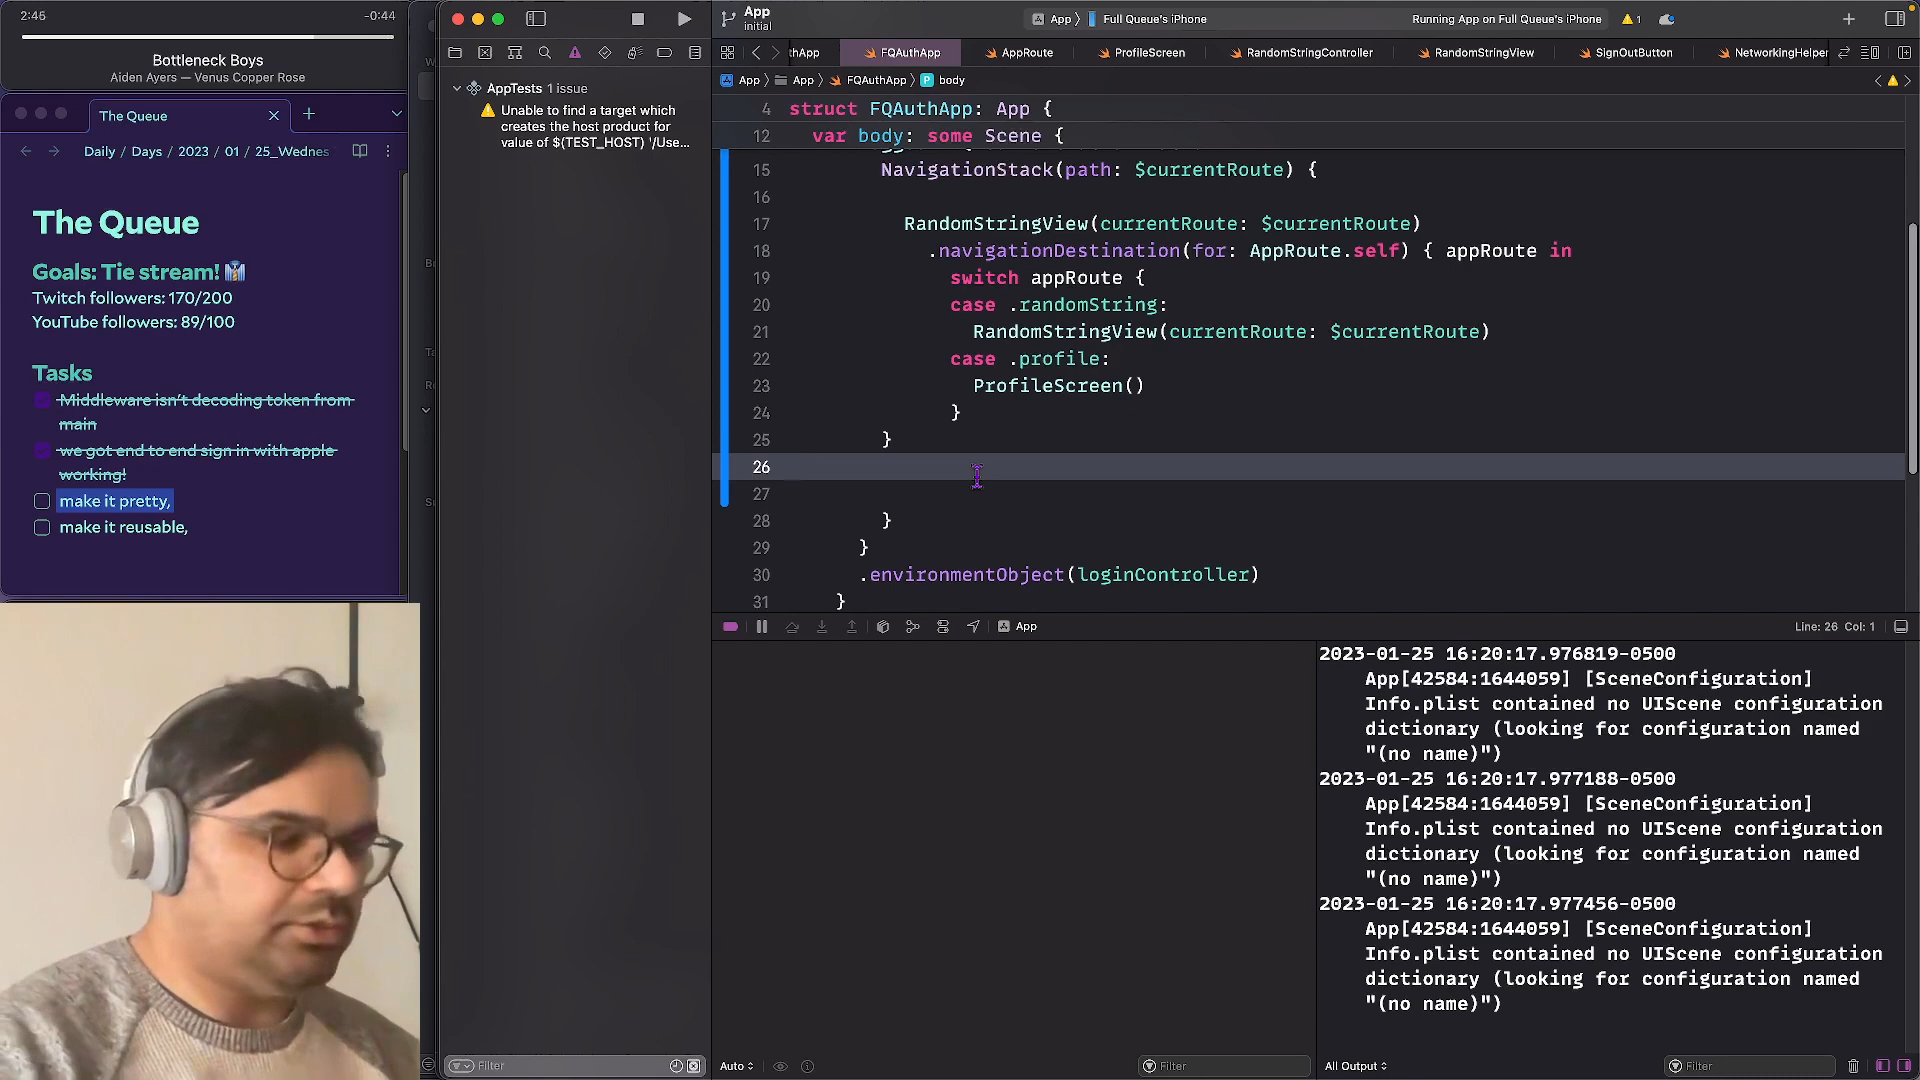 2:46
-0:44
Bottleneck Boys
Aiden Ayers — Venus Copper Rose
The Queue
Daily / Days / 2023 / 01 / 25_Wednes
The Queue
Goals: Tie stream! 👔
Twitch followers: 170/200
YouTube followers: 89/100
Tasks
Middleware isn't decoding token from
main
we got end to end sign in with apple
working!
make it pretty,
make it reusable,
AppTests 1 issue
Unable to find a target which
creates the host product for
value of $(TEST_HOST) '/Use...
Filter
App
initial
App 〉 Full Queue's iPhone
Running App on Full Queue's iPhone
1
thApp
FQAuthApp
AppRoute
ProfileScreen
RandomStringController
RandomStringView
SignOutButton
NetworkingHelper
App 〉 App 〉 FQAuthApp 〉 P body
4 struct FQAuthApp: App {
12 var body: some Scene {
15 NavigationStack(path: $currentRoute) {
16
17 RandomStringView(currentRoute: $currentRoute)
18 .navigationDestination(for: AppRoute.self) { appRoute in
19 switch appRoute {
20 case .randomString:
21 RandomStringView(currentRoute: $currentRoute)
22 case .profile:
23 ProfileScreen()
24 }
25 }
26
27
28 }
29 }
30 .environmentObject(loginController)
31 }
App
Line: 26 Col: 1
2023-01-25 16:20:17.976819-0500
App[42584:1644059] [SceneConfiguration]
Info.plist contained no UIScene configuration
dictionary (looking for configuration named
"(no name)")
2023-01-25 16:20:17.977188-0500
App[42584:1644059] [SceneConfiguration]
Info.plist contained no UIScene configuration
dictionary (looking for configuration named
"(no name)")
2023-01-25 16:20:17.977456-0500
App[42584:1644059] [SceneConfiguration]
Info.plist contained no UIScene configuration
dictionary (looking for configuration named
"(no name)")
Auto
Filter
All Output
Filter